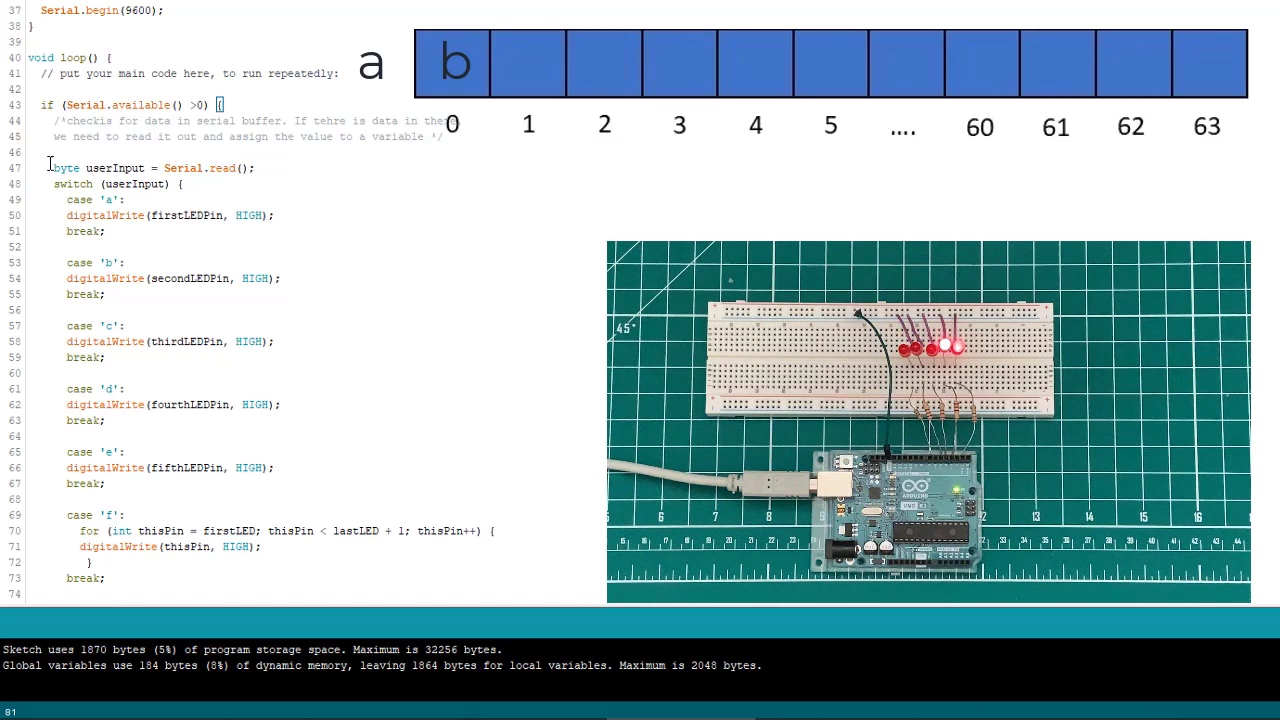 37 Serial.begin(9600);
38 }
39
40 void loop() {
41 // put your main code here, to run repeatedly:
42
43 if (Serial.available() >0) {
44 /*checkis for data in serial buffer. If tehre is data in there
45 we need to read it out and assign the value to a variable */
46
47 byte userInput = Serial.read();
48 switch (userInput) {
49 case 'a':
50 digitalWrite(firstLEDPin, HIGH);
51 break;
52
53 case 'b':
54 digitalWrite(secondLEDPin, HIGH);
55 break;
56
57 case 'c':
58 digitalWrite(thirdLEDPin, HIGH);
59 break;
60
61 case 'd':
62 digitalWrite(fourthLEDPin, HIGH);
63 break;
64
65 case 'e':
66 digitalWrite(fifthLEDPin, HIGH);
67 break;
68
69 case 'f':
70 for (int thisPin = firstLED; thisPin < lastLED + 1; thisPin++) {
71 digitalWrite(thisPin, HIGH);
72 }
73 break;
74
a b
0 1 2 3 4 5 .... 60 61 62 63
45°
ARDUINO
UNO
5 6 7 8 9 12 13 14 15 16
Sketch uses 1870 bytes (5%) of program storage space. Maximum is 32256 bytes.
Global variables use 184 bytes (8%) of dynamic memory, leaving 1864 bytes for local variables. Maximum is 2048 bytes.
81